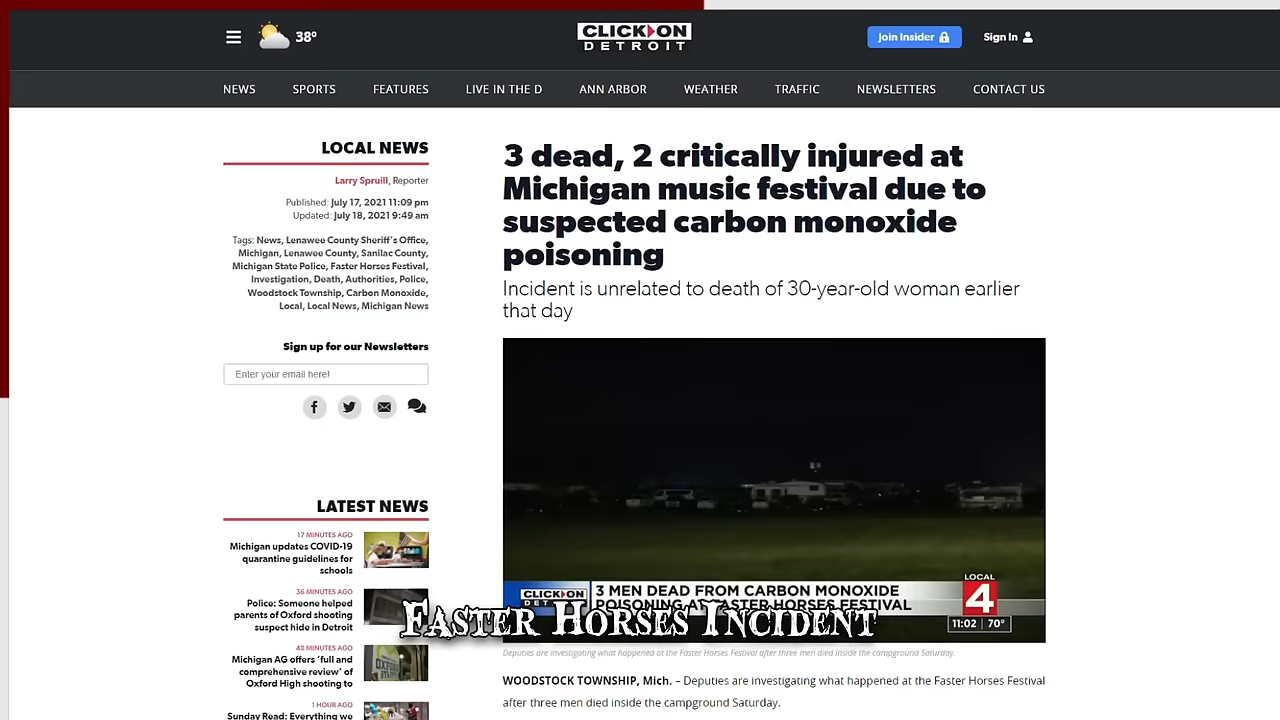 38°
CLICK ON
DETROIT
Join Insider
Sign In
NEWS
SPORTS
FEATURES
LIVE IN THE D
ANN ARBOR
WEATHER
TRAFFIC
NEWSLETTERS
CONTACT US
LOCAL NEWS
Larry Spruill, Reporter
Published: July 17, 2021 11:09 pm
Updated: July 18, 2021 9:49 am
Tags: News, Lenawee County Sheriff's Office,
Michigan, Lenawee County, Sanilac County,
Michigan State Police, Faster Horses Festival,
Investigation, Death, Authorities, Police,
Woodstock Township, Carbon Monoxide,
Local, Local News, Michigan News
Sign up for our Newsletters
Enter your email here!
LATEST NEWS
17 MINUTES AGO
Michigan updates COVID-19
quarantine guidelines for
schools
36 MINUTES AGO
Police: Someone helped
parents of Oxford shooting
suspect hide in Detroit
48 MINUTES AGO
Michigan AG offers ‘full and
comprehensive review’ of
Oxford High shooting to
1 HOUR AGO
Sunday Read: Everything we
3 dead, 2 critically injured at
Michigan music festival due to
suspected carbon monoxide
poisoning
Incident is unrelated to death of 30-year-old woman earlier
that day
CLICK ON
DET
3 MEN DEAD FROM CARBON MONOXIDE
POISONING AT FASTER HORSES FESTIVAL
LOCAL
4
11:02 70°
Faster Horses Incident
Deputies are investigating what happened at the Faster Horses Festival after three men died inside the campground Saturday.
WOODSTOCK TOWNSHIP, Mich. – Deputies are investigating what happened at the Faster Horses Festival
after three men died inside the campground Saturday.